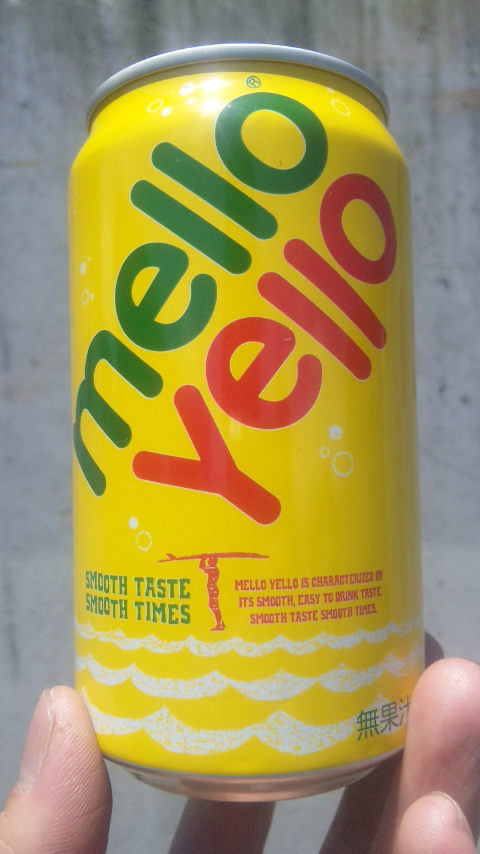 mello ®
Yello
SMOOTH TASTE
SMOOTH TIMES
MELLO YELLO IS CHARACTERIZED BY
ITS SMOOTH, EASY TO DRINK TASTE.
SMOOTH TASTE SMOOTH TIMES.
無果汁